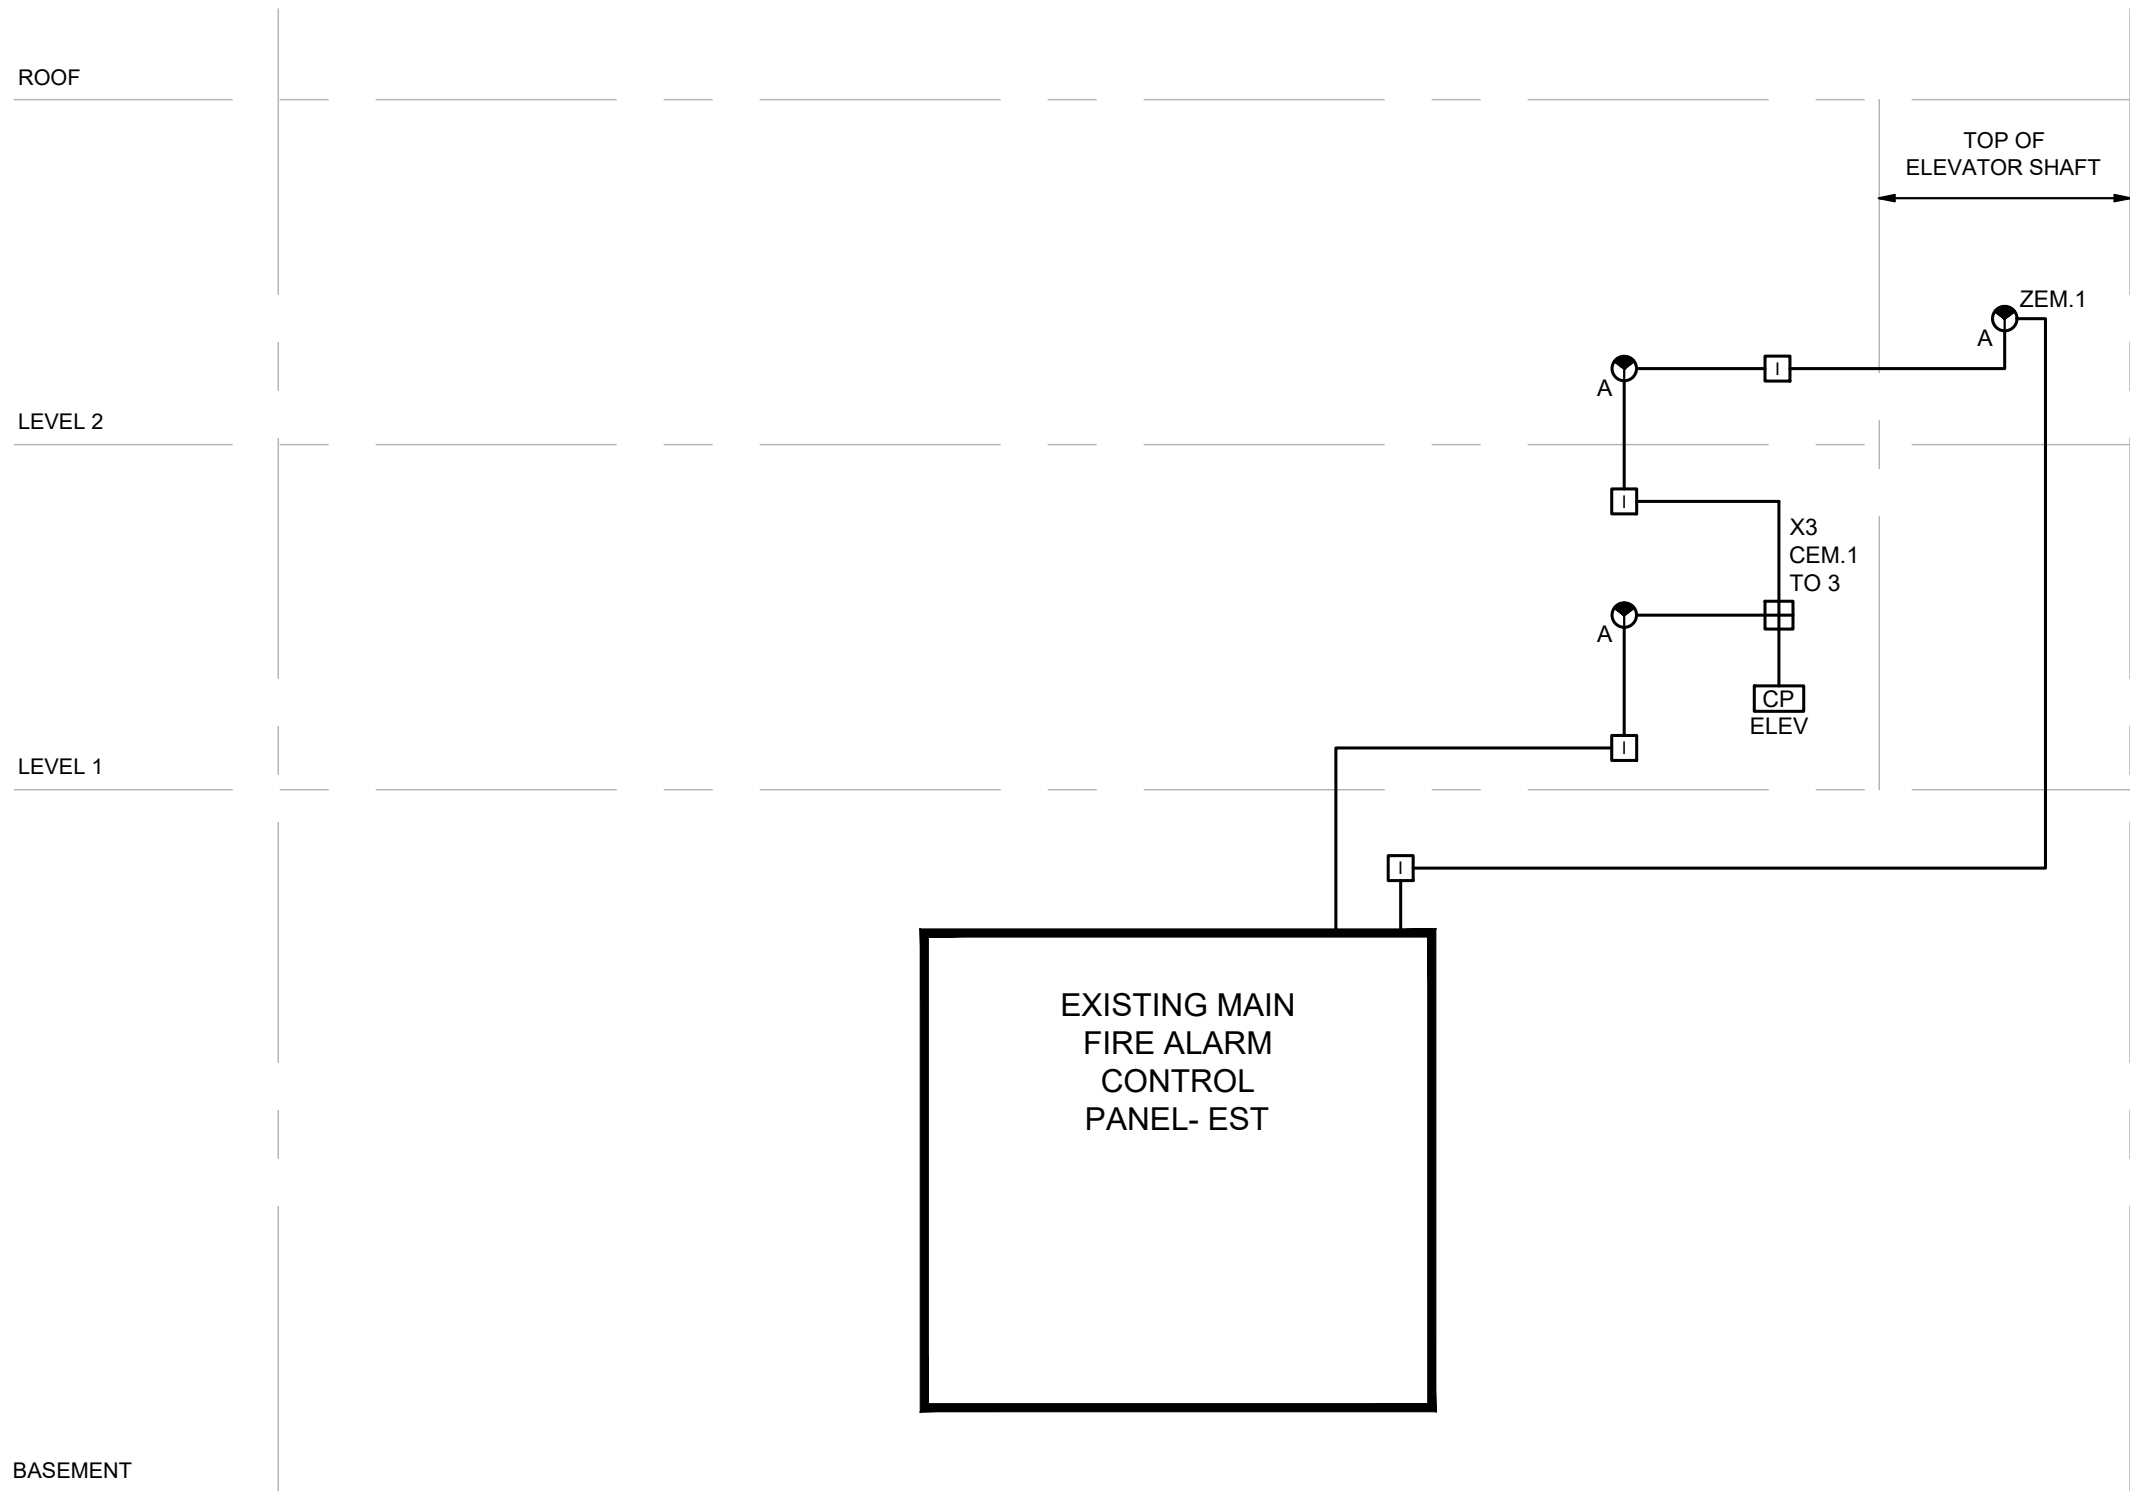 ROOF
TOP OF
ELEVATOR SHAFT
ZEM.1
A
A
I
LEVEL 2
I
X3
CEM.1
TO 3
A
CP
ELEV
I
LEVEL 1
I
EXISTING MAIN
FIRE ALARM
CONTROL
PANEL- EST
BASEMENT